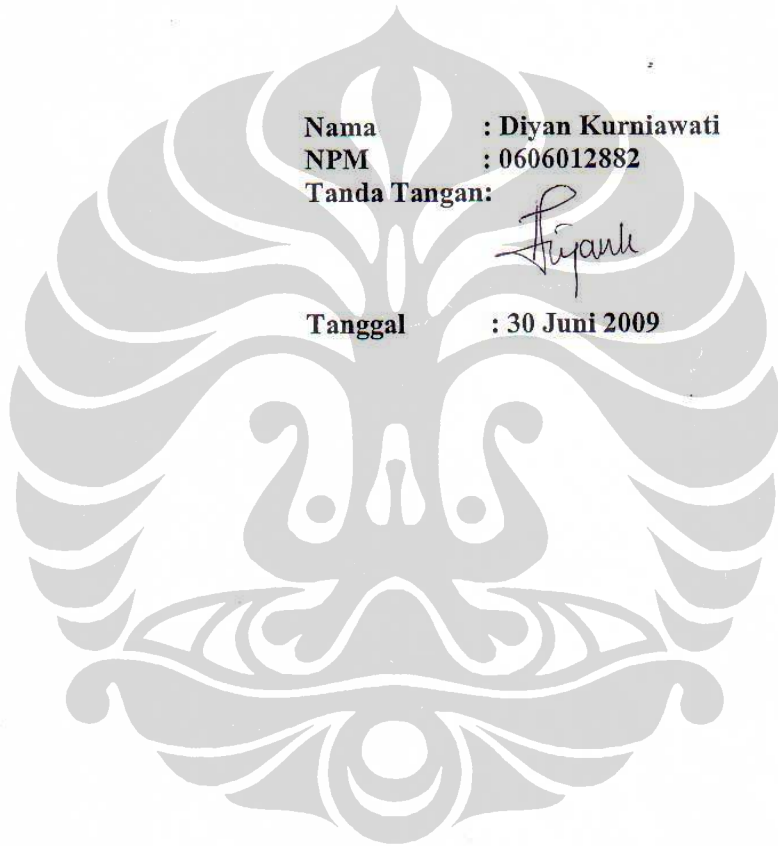 Nama : Diyan Kurniawati
NPM : 0606012882
Tanda Tangan:
Tanggal : 30 Juni 2009